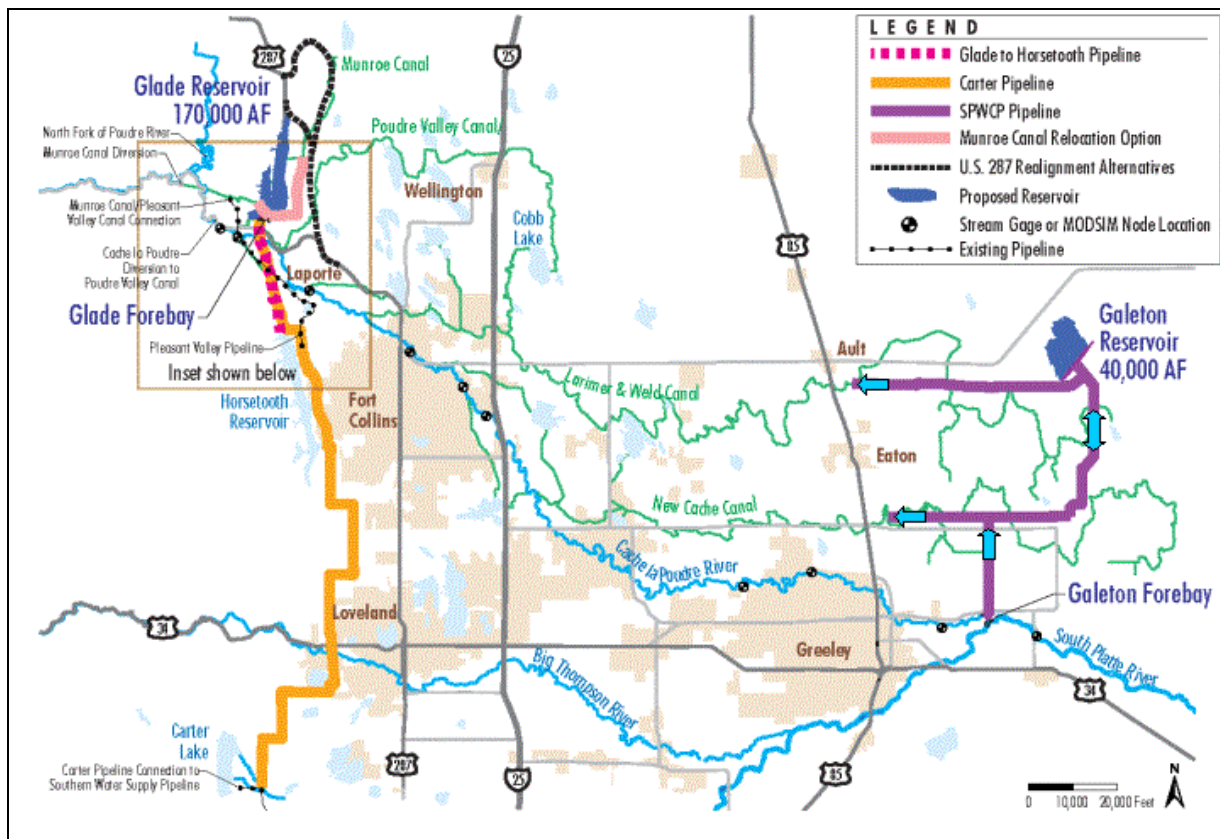 LEGEND
Glade to Horsetooth Pipeline
Carter Pipeline
SPWCP Pipeline
Munroe Canal Relocation Option
U.S. 287 Realignment Alternatives
Proposed Reservoir
Stream Gage or MODSIM Node Location
Existing Pipeline
287
25
Munroe Canal
Glade Reservoir
170,000 AF
Poudre Valley Canal
North Fork of Poudre River
Munroe Canal Diversion
Wellington
Munroe Canal/Pleasant
Valley Canal Connection
Cobb
Lake
85
Cache la Poudre
Diversion to
Poudre Valley Canal
Laporte
Glade Forebay
Pleasant Valley Pipeline
Inset shown below
Galeton
Reservoir
40,000 AF
Ault
Larimer & Weld Canal
Horsetooth
Reservoir
Fort
Collins
Eaton
New Cache Canal
Cache la Poudre River
Galeton Forebay
Loveland
34
Greeley
Big Thompson River
South Platte River
34
Carter
Lake
Carter Pipeline Connection to
Southern Water Supply Pipeline
287
25
85
N
0 10,000 20,000 Feet